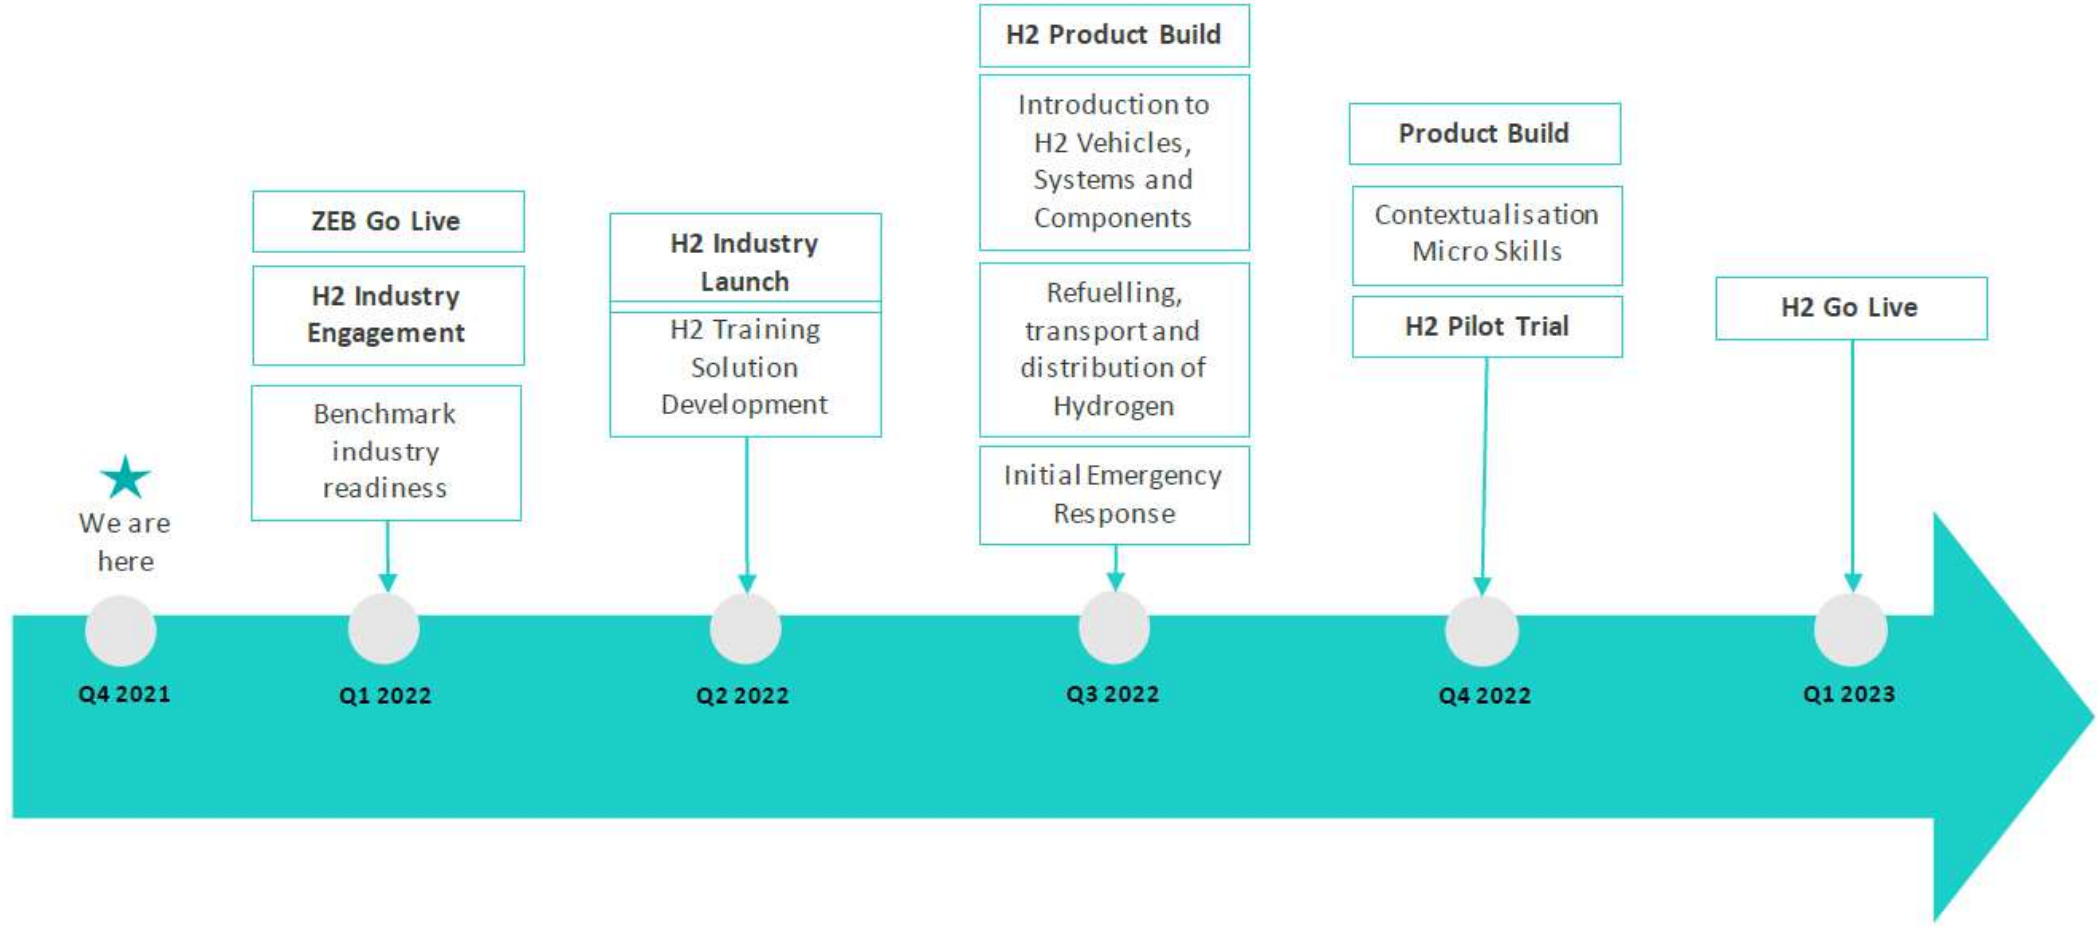 We are
here
Q4 2021
ZEB Go Live
H2 Industry
Engagement
Benchmark
industry
readiness
Q1 2022
H2 Industry
Launch
H2 Training
Solution
Development
Q2 2022
H2 Product Build
Introduction to
H2 Vehicles,
Systems and
Components
Refuelling,
transport and
distribution of
Hydrogen
Initial Emergency
Response
Q3 2022
Product Build
Contextualisation
Micro Skills
H2 Pilot Trial
Q4 2022
H2 Go Live
Q1 2023